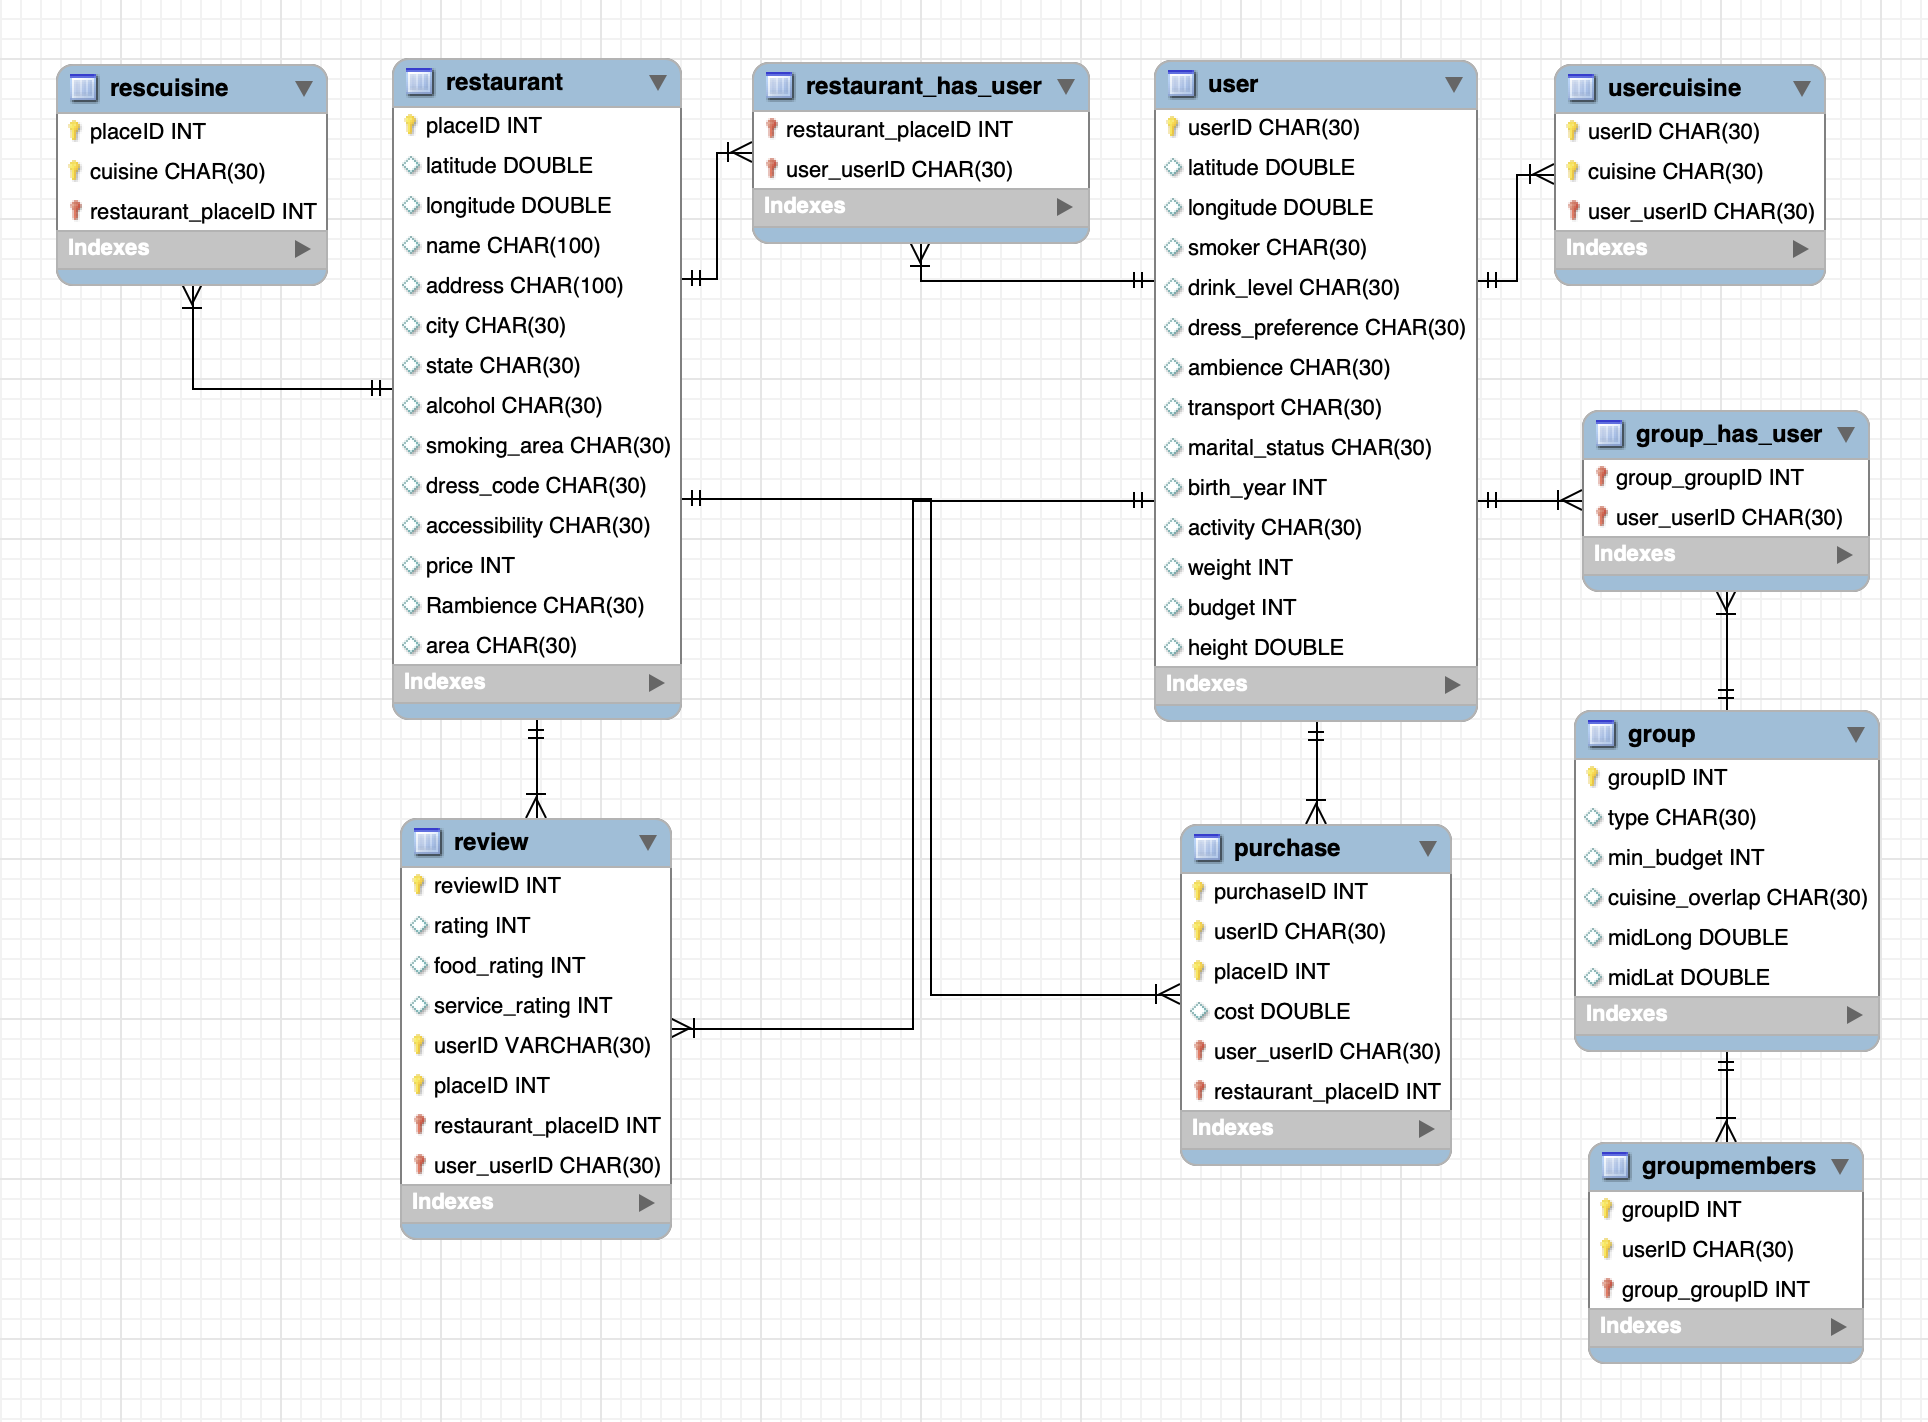 rescuisine
placeID INT
cuisine CHAR(30)
restaurant_placeID INT
Indexes
restaurant
placeID INT
latitude DOUBLE
longitude DOUBLE
name CHAR(100)
address CHAR(100)
city CHAR(30)
state CHAR(30)
alcohol CHAR(30)
smoking_area CHAR(30)
dress_code CHAR(30)
accessibility CHAR(30)
price INT
Rambience CHAR(30)
area CHAR(30)
Indexes
restaurant_has_user
restaurant_placeID INT
user_userID CHAR(30)
Indexes
user
userID CHAR(30)
latitude DOUBLE
longitude DOUBLE
smoker CHAR(30)
drink_level CHAR(30)
dress_preference CHAR(30)
ambience CHAR(30)
transport CHAR(30)
marital_status CHAR(30)
birth_year INT
activity CHAR(30)
weight INT
budget INT
height DOUBLE
Indexes
usercuisine
userID CHAR(30)
cuisine CHAR(30)
user_userID CHAR(30)
Indexes
group_has_user
group_groupID INT
user_userID CHAR(30)
Indexes
review
reviewID INT
rating INT
food_rating INT
service_rating INT
userID VARCHAR(30)
placeID INT
restaurant_placeID INT
user_userID CHAR(30)
Indexes
purchase
purchaseID INT
userID CHAR(30)
placeID INT
cost DOUBLE
user_userID CHAR(30)
restaurant_placeID INT
Indexes
group
groupID INT
type CHAR(30)
min_budget INT
cuisine_overlap CHAR(30)
midLong DOUBLE
midLat DOUBLE
Indexes
groupmembers
groupID INT
userID CHAR(30)
group_groupID INT
Indexes